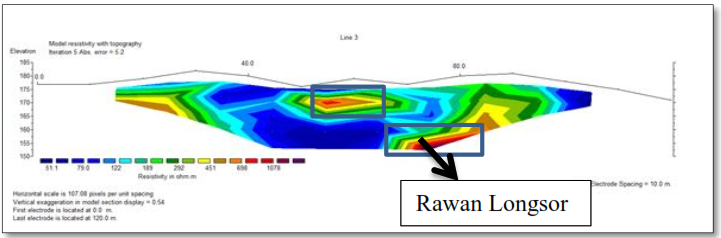 Line 3
Model resistivity with topography
Iteration 5 Abs. error = 5.2
Elevation
0.0
40.0
80.0
185
180
175
170
165
160
155
150
51.1 79.0 122 189 292 451 698 1078
Resistivity in ohm.m
Horizontal scale is 107.08 pixels per unit spacing
Vertical exaggeration in model section display = 0.54
First electrode is located at 0.0 m.
Last electrode is located at 120.0 m.
Electrode Spacing = 10.0 m.
Rawan Longsor